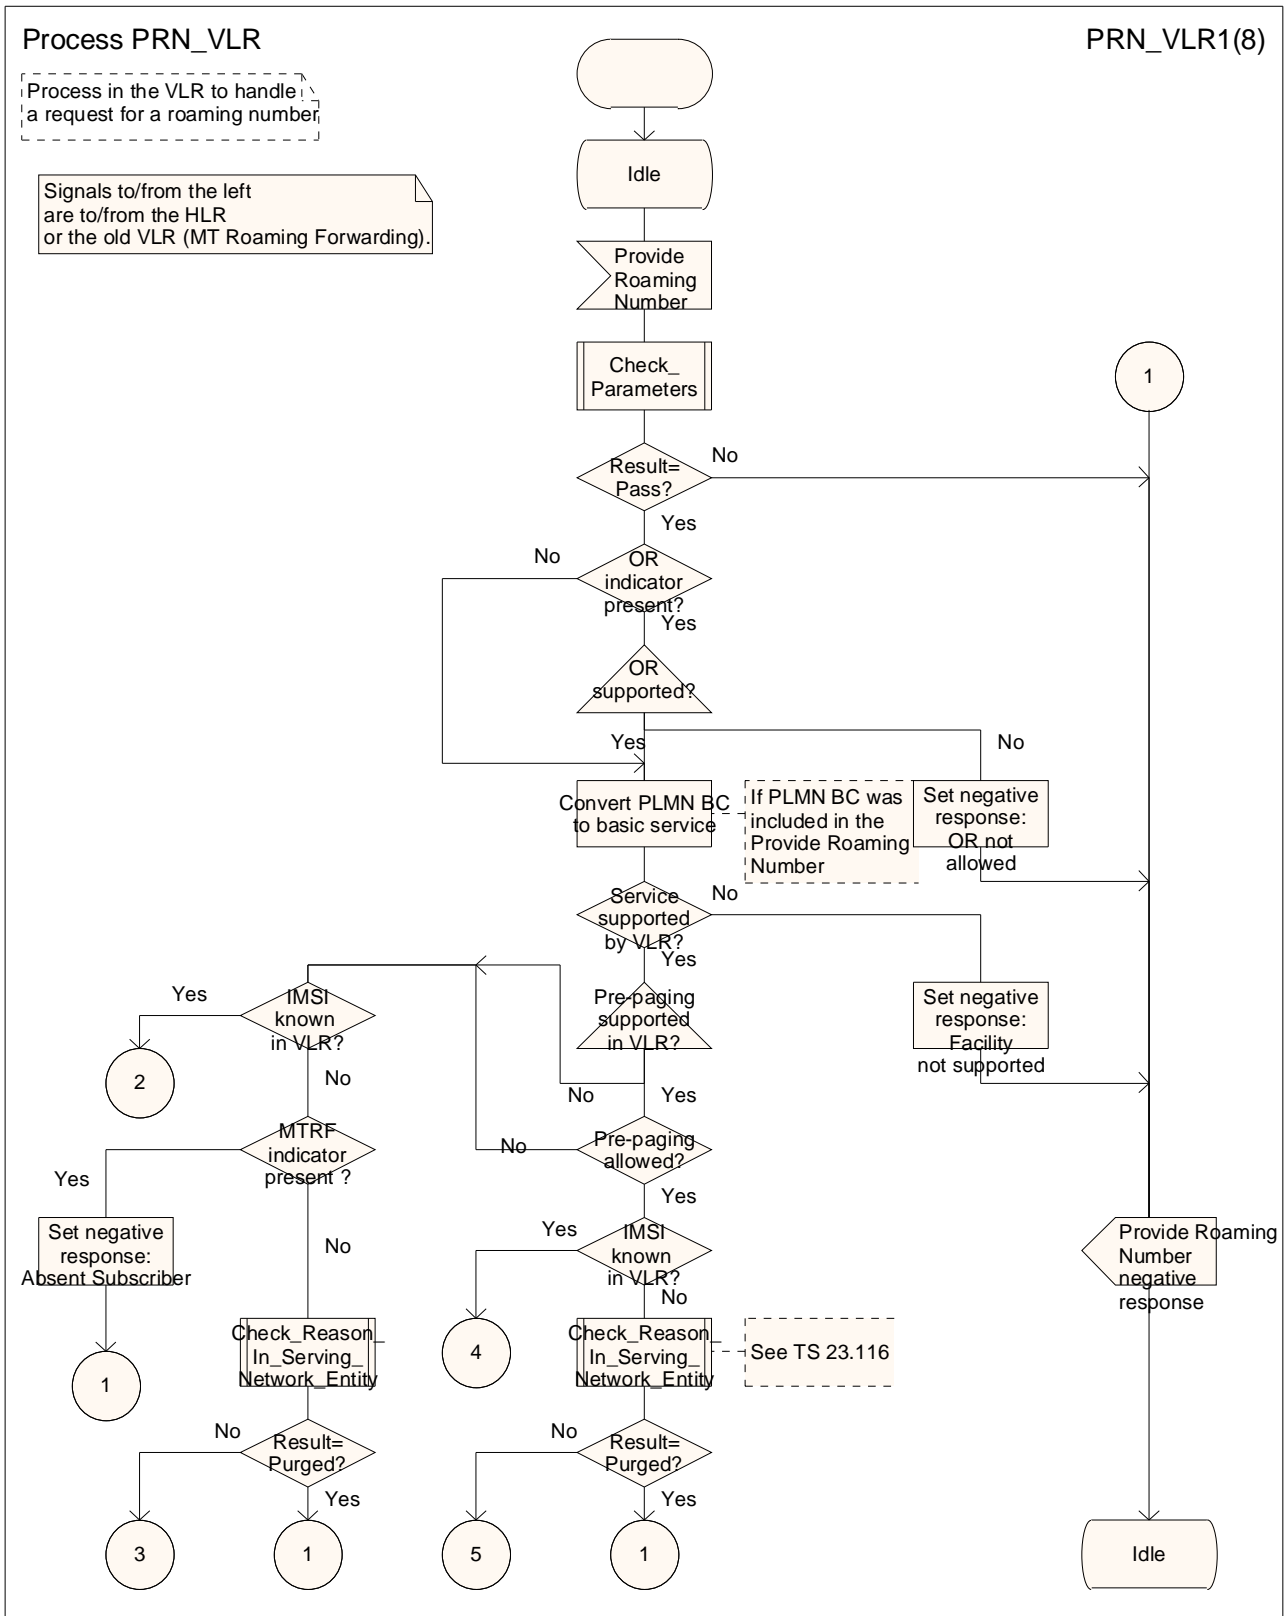 Process PRN_VLR
PRN_VLR1(8)
Process in the VLR to handle
a request for a roaming number
Signals to/from the left
are to/from the HLR
or the old VLR (MT Roaming Forwarding).
Idle
Provide
Roaming
Number
Check_
Parameters
1
Result=
Pass?
No
Yes
OR
indicator
present?
No
Yes
OR
supported?
Yes
No
Convert PLMN BC
to basic service
If PLMN BC was
included in the
Provide Roaming
Number
Set negative
response:
OR not
allowed
Service
supported
by VLR?
No
Yes
Pre-paging
supported
in VLR?
Set negative
response:
Facility
not supported
No
Yes
IMSI
known
in VLR?
Yes
2
No
Pre-paging
allowed?
No
Yes
MTRF
indicator
present ?
Yes
No
Set negative
response:
Absent Subscriber
1
IMSI
known
in VLR?
Yes
No
4
Provide Roaming
Number
negative
response
Check_Reason_
In_Serving_
Network_Entity
Check_Reason_
In_Serving_
Network_Entity
See TS 23.116
Result=
Purged?
No
Yes
3
1
Result=
Purged?
No
Yes
5
1
Idle